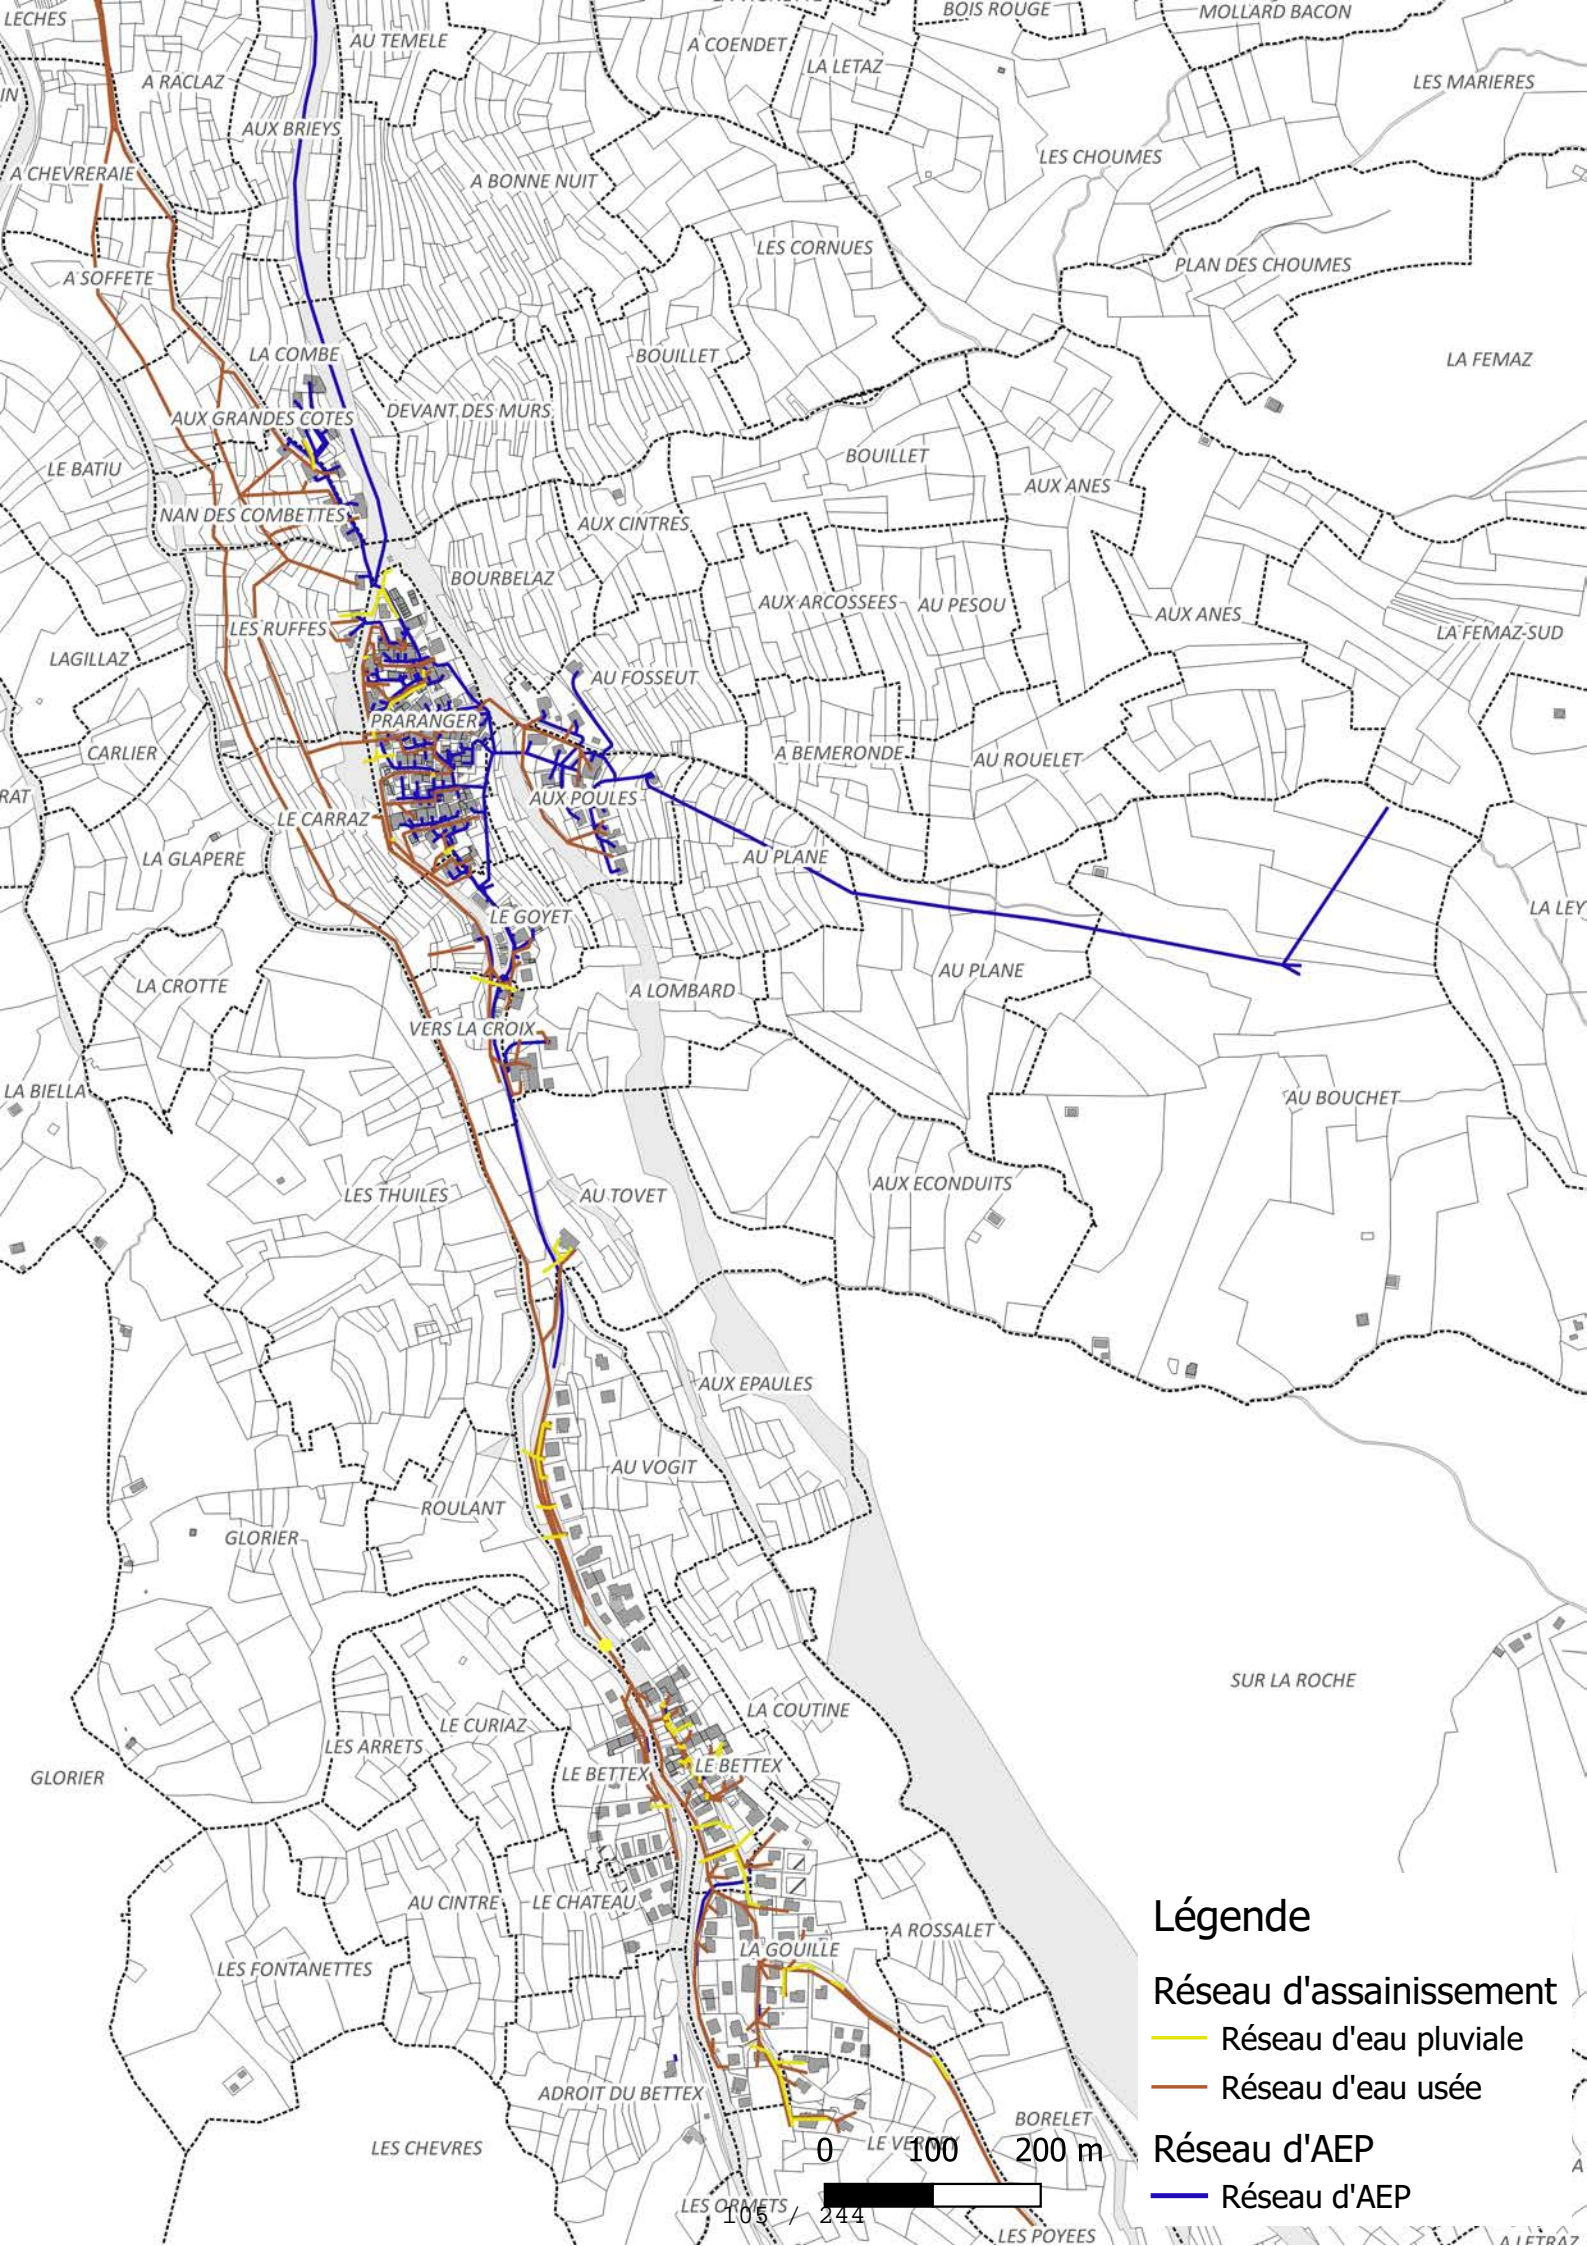 LECHES
AU TEMELE
A COENDET
BOIS ROUGE
MOLLARD BACON
A RACLAZ
LA LETAZ
LES MARIERES
IN
AUX BRIEYS
LES CHOUMES
A CHEVRERAIE
A BONNE NUIT
LES CORNUES
PLAN DES CHOUMES
A SOFFETE
LA COMBE
BOUILLET
LA FEMAZ
AUX GRANDES COTES
DEVANT DES MURS
LE BATIU
BOUILLET
AUX ANES
NAN DES COMBETTES
AUX CINTRES
BOURBELAZ
AUX ARCOSSEES
AU PESOU
AUX ANES
LES RUFFES
LA FEMAZ-SUD
LAGILLAZ
AU FOSSEUT
PRARANGER
CARLIER
A BEMERONDE
AU ROUELET
RAT
AUX POULES
LE CARRAZ
LA GLAPERE
AU PLANE
LE GOYET
LA LEY
LA CROTTE
A LOMBARD
AU PLANE
VERS LA CROIX
LA BIELLA
AU BOUCHET
LES THUILES
AU TOVET
AUX ECONDUITS
AUX EPAULES
AU VOGIT
ROULANT
GLORIER
SUR LA ROCHE
LA COUTINE
LE CURIAZ
LES ARRETS
LE BETTEX
LE BETTEX
GLORIER
AU CINTRE
LE CHATEAU
A ROSSALET
LA GOUILLE
LES FONTANETTES
ADROIT DU BETTEX
BORELET
LES CHEVRES
LE VERNEY
LES ORMETS
LES POYEES
A LETRAZ
A
Légende
Réseau d'assainissement
Réseau d'eau pluviale
Réseau d'eau usée
Réseau d'AEP
Réseau d'AEP
0 100 200 m
105 / 244